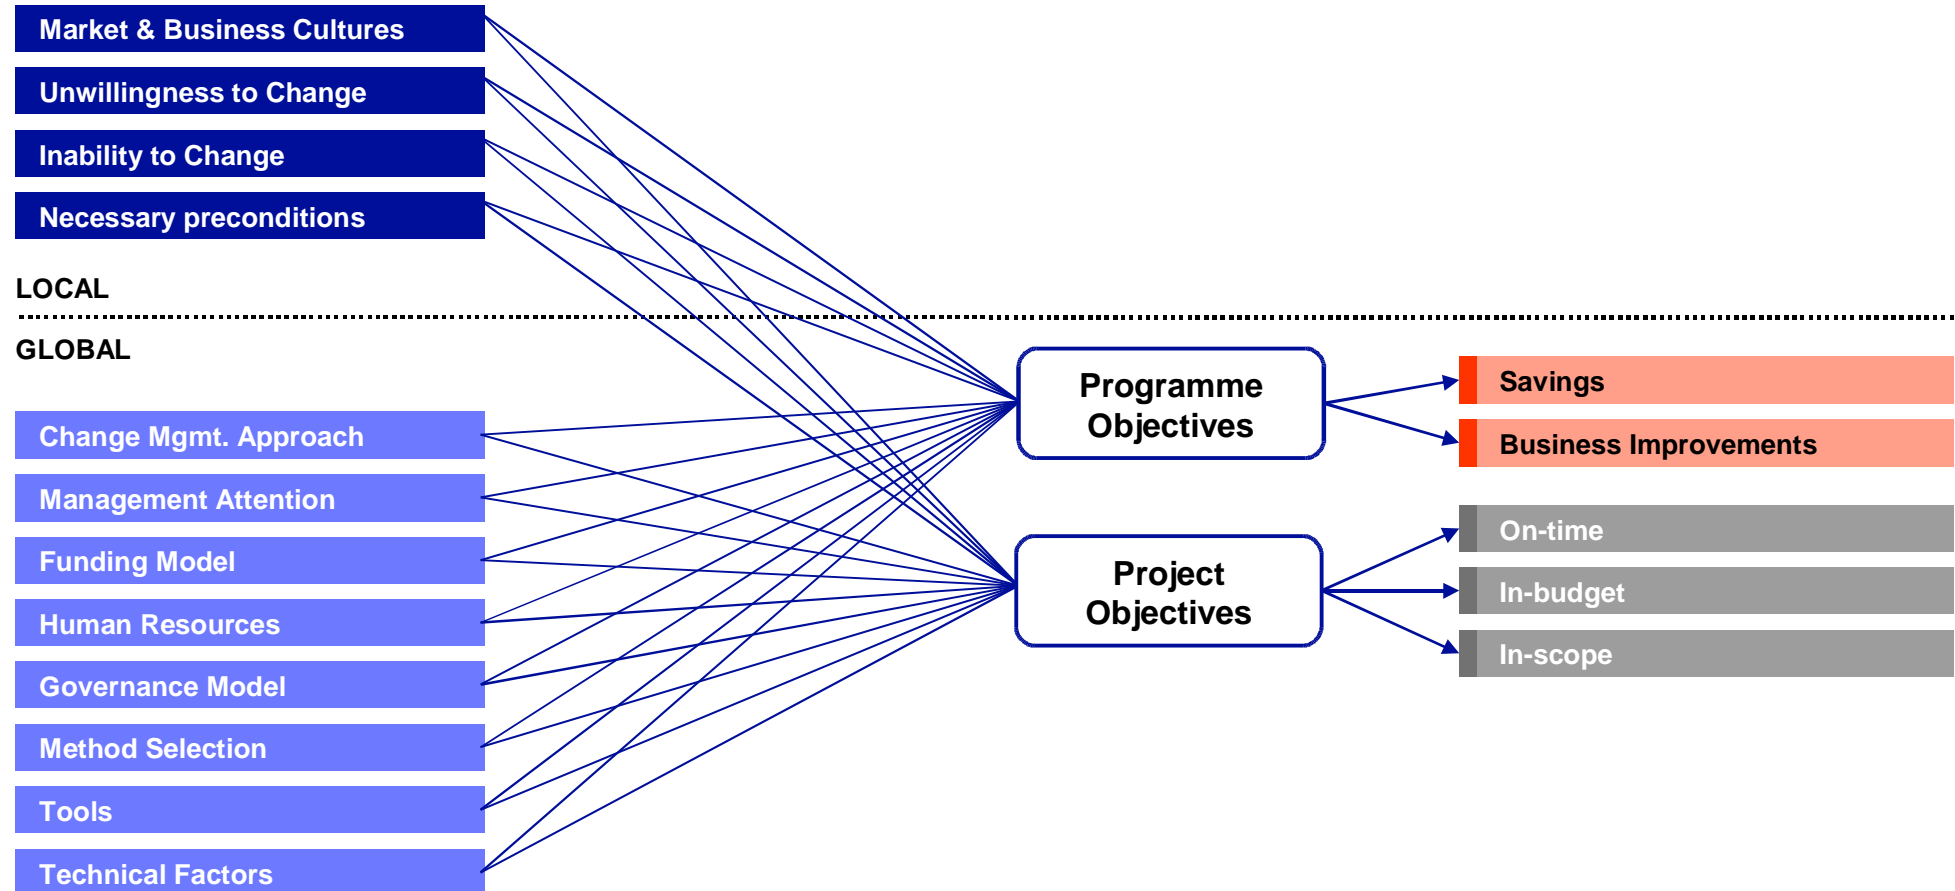 Market & Business Cultures
Unwillingness to Change
Inability to Change
Necessary preconditions
LOCAL
GLOBAL
Change Mgmt. Approach
Management Attention
Funding Model
Human Resources
Governance Model
Method Selection
Tools
Technical Factors
Programme
Objectives
Project
Objectives
Savings
Business Improvements
On-time
In-budget
In-scope